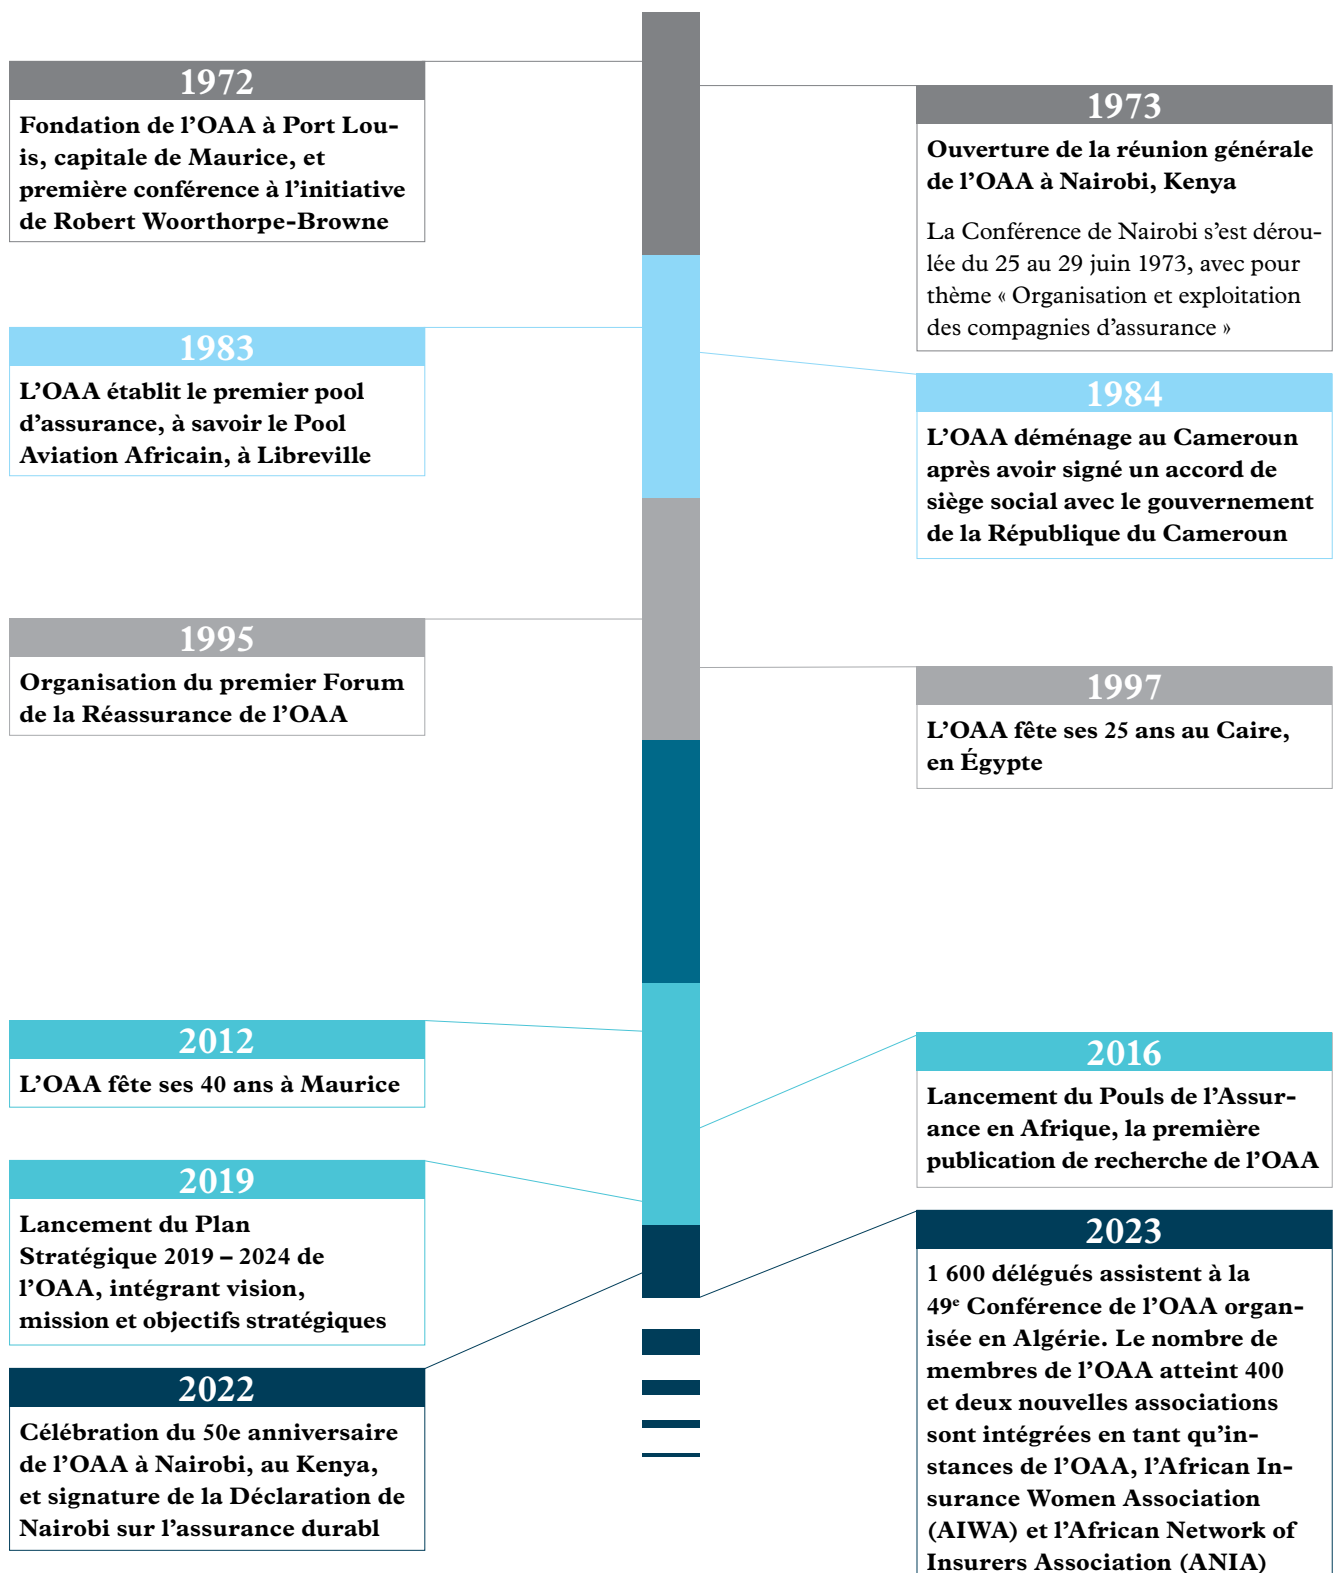 1972
Fondation de l’OAA à Port Lou-
is, capitale de Maurice, et
première conférence à l’initiative
de Robert Woorthorpe-Browne
1973
Ouverture de la réunion générale
de l’OAA à Nairobi, Kenya
La Conférence de Nairobi s’est dérou-
lée du 25 au 29 juin 1973, avec pour
thème « Organisation et exploitation
des compagnies d’assurance »
1983
L’OAA établit le premier pool
d’assurance, à savoir le Pool
Aviation Africain, à Libreville
1984
L’OAA déménage au Cameroun
après avoir signé un accord de
siège social avec le gouvernement
de la République du Cameroun
1995
Organisation du premier Forum
de la Réassurance de l’OAA
1997
L’OAA fête ses 25 ans au Caire,
en Égypte
2012
L’OAA fête ses 40 ans à Maurice
2016
Lancement du Pouls de l’Assur-
ance en Afrique, la première
publication de recherche de l’OAA
2019
Lancement du Plan
Stratégique 2019 – 2024 de
l’OAA, intégrant vision,
mission et objectifs stratégiques
2022
Célébration du 50e anniversaire
de l’OAA à Nairobi, au Kenya,
et signature de la Déclaration de
Nairobi sur l’assurance durabl
2023
1 600 délégués assistent à la
49e Conférence de l’OAA organ-
isée en Algérie. Le nombre de
membres de l’OAA atteint 400
et deux nouvelles associations
sont intégrées en tant qu’in-
stances de l’OAA, l’African In-
surance Women Association
(AIWA) et l’African Network of
Insurers Association (ANIA)